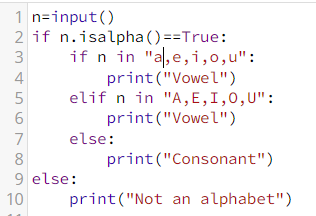 1 n=input()
2 if n.isalpha()==True:
3     if n in "a,e,i,o,u":
4         print("Vowel")
5     elif n in "A,E,I,O,U":
6         print("Vowel")
7     else:
8         print("Consonant")
9 else:
10     print("Not an alphabet")